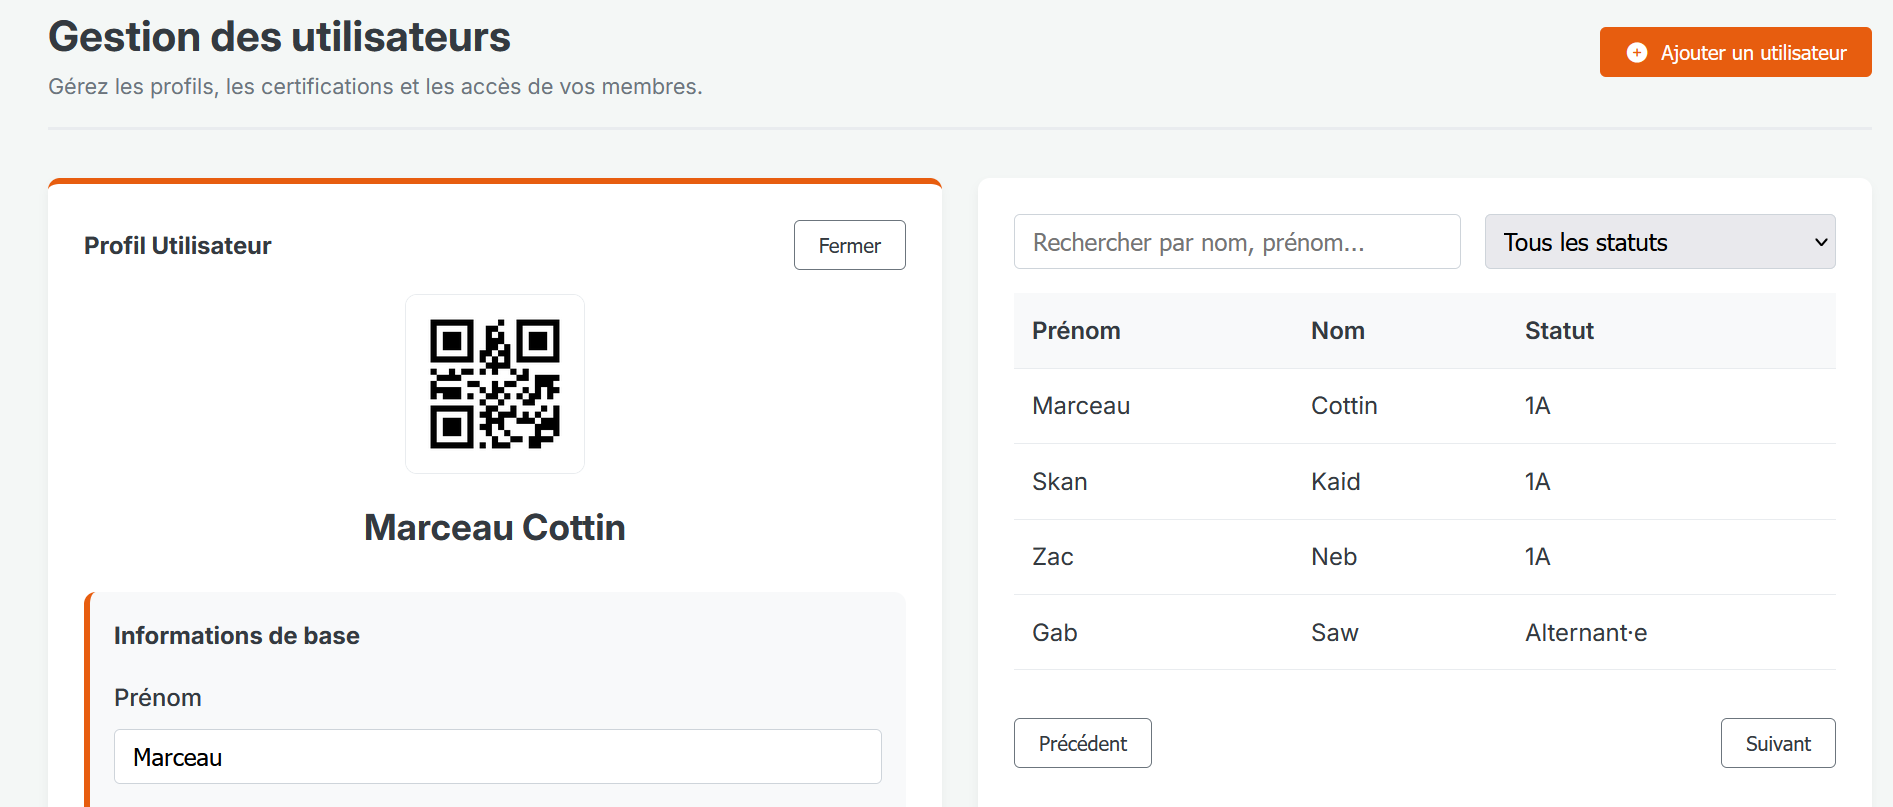 Gestion des utilisateurs
Gérez les profils, les certifications et les accès de vos membres.
Ajouter un utilisateur
Profil Utilisateur
Fermer
Marceau Cottin
Informations de base
Prénom
Marceau
Rechercher par nom, prénom...
Tous les statuts
Prénom Nom Statut
Marceau Cottin 1A
Skan Kaid 1A
Zac Neb 1A
Gab Saw Alternant·e
Précédent
Suivant